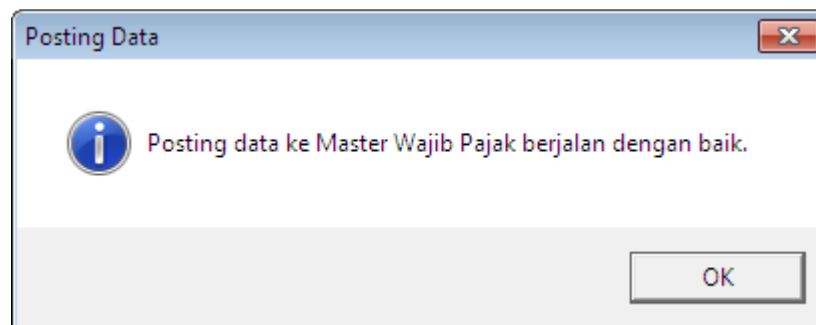 Posting Data
Posting data ke Master Wajib Pajak berjalan dengan baik.
OK